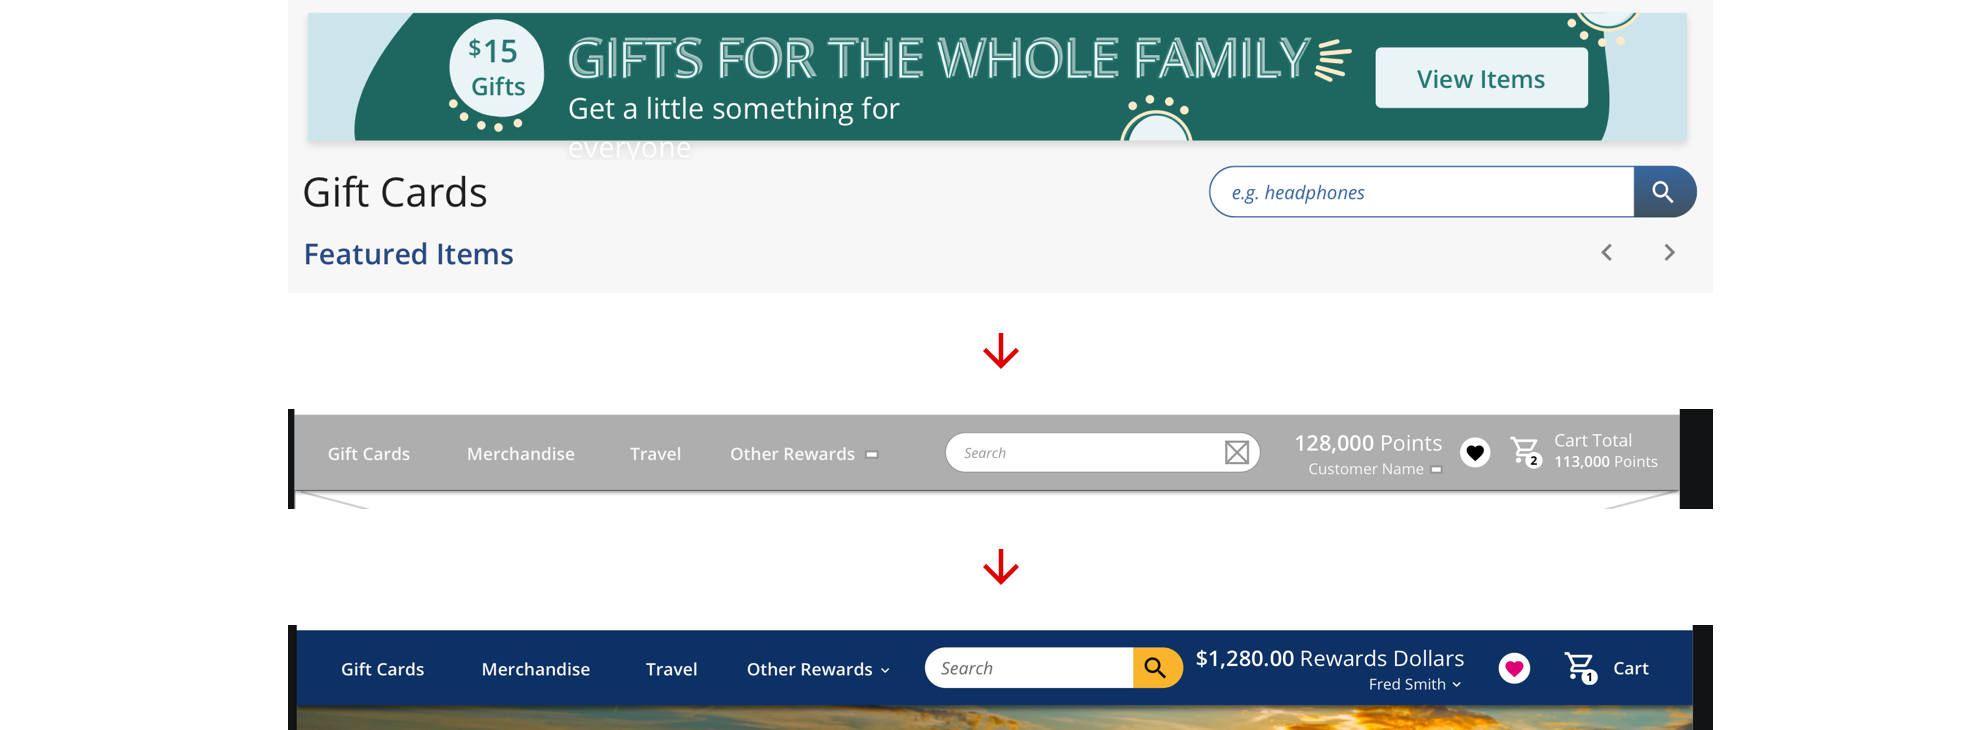 $15
Gifts
GIFTS FOR THE WHOLE FAMILY
Get a little something for
everyone
View Items
Gift Cards
e.g. headphones
Featured Items
Gift Cards Merchandise Travel Other Rewards
Search
128,000 Points
Customer Name
2
Cart Total
113,000 Points
Gift Cards Merchandise Travel Other Rewards
Search
$1,280.00 Rewards Dollars
Fred Smith
1
Cart